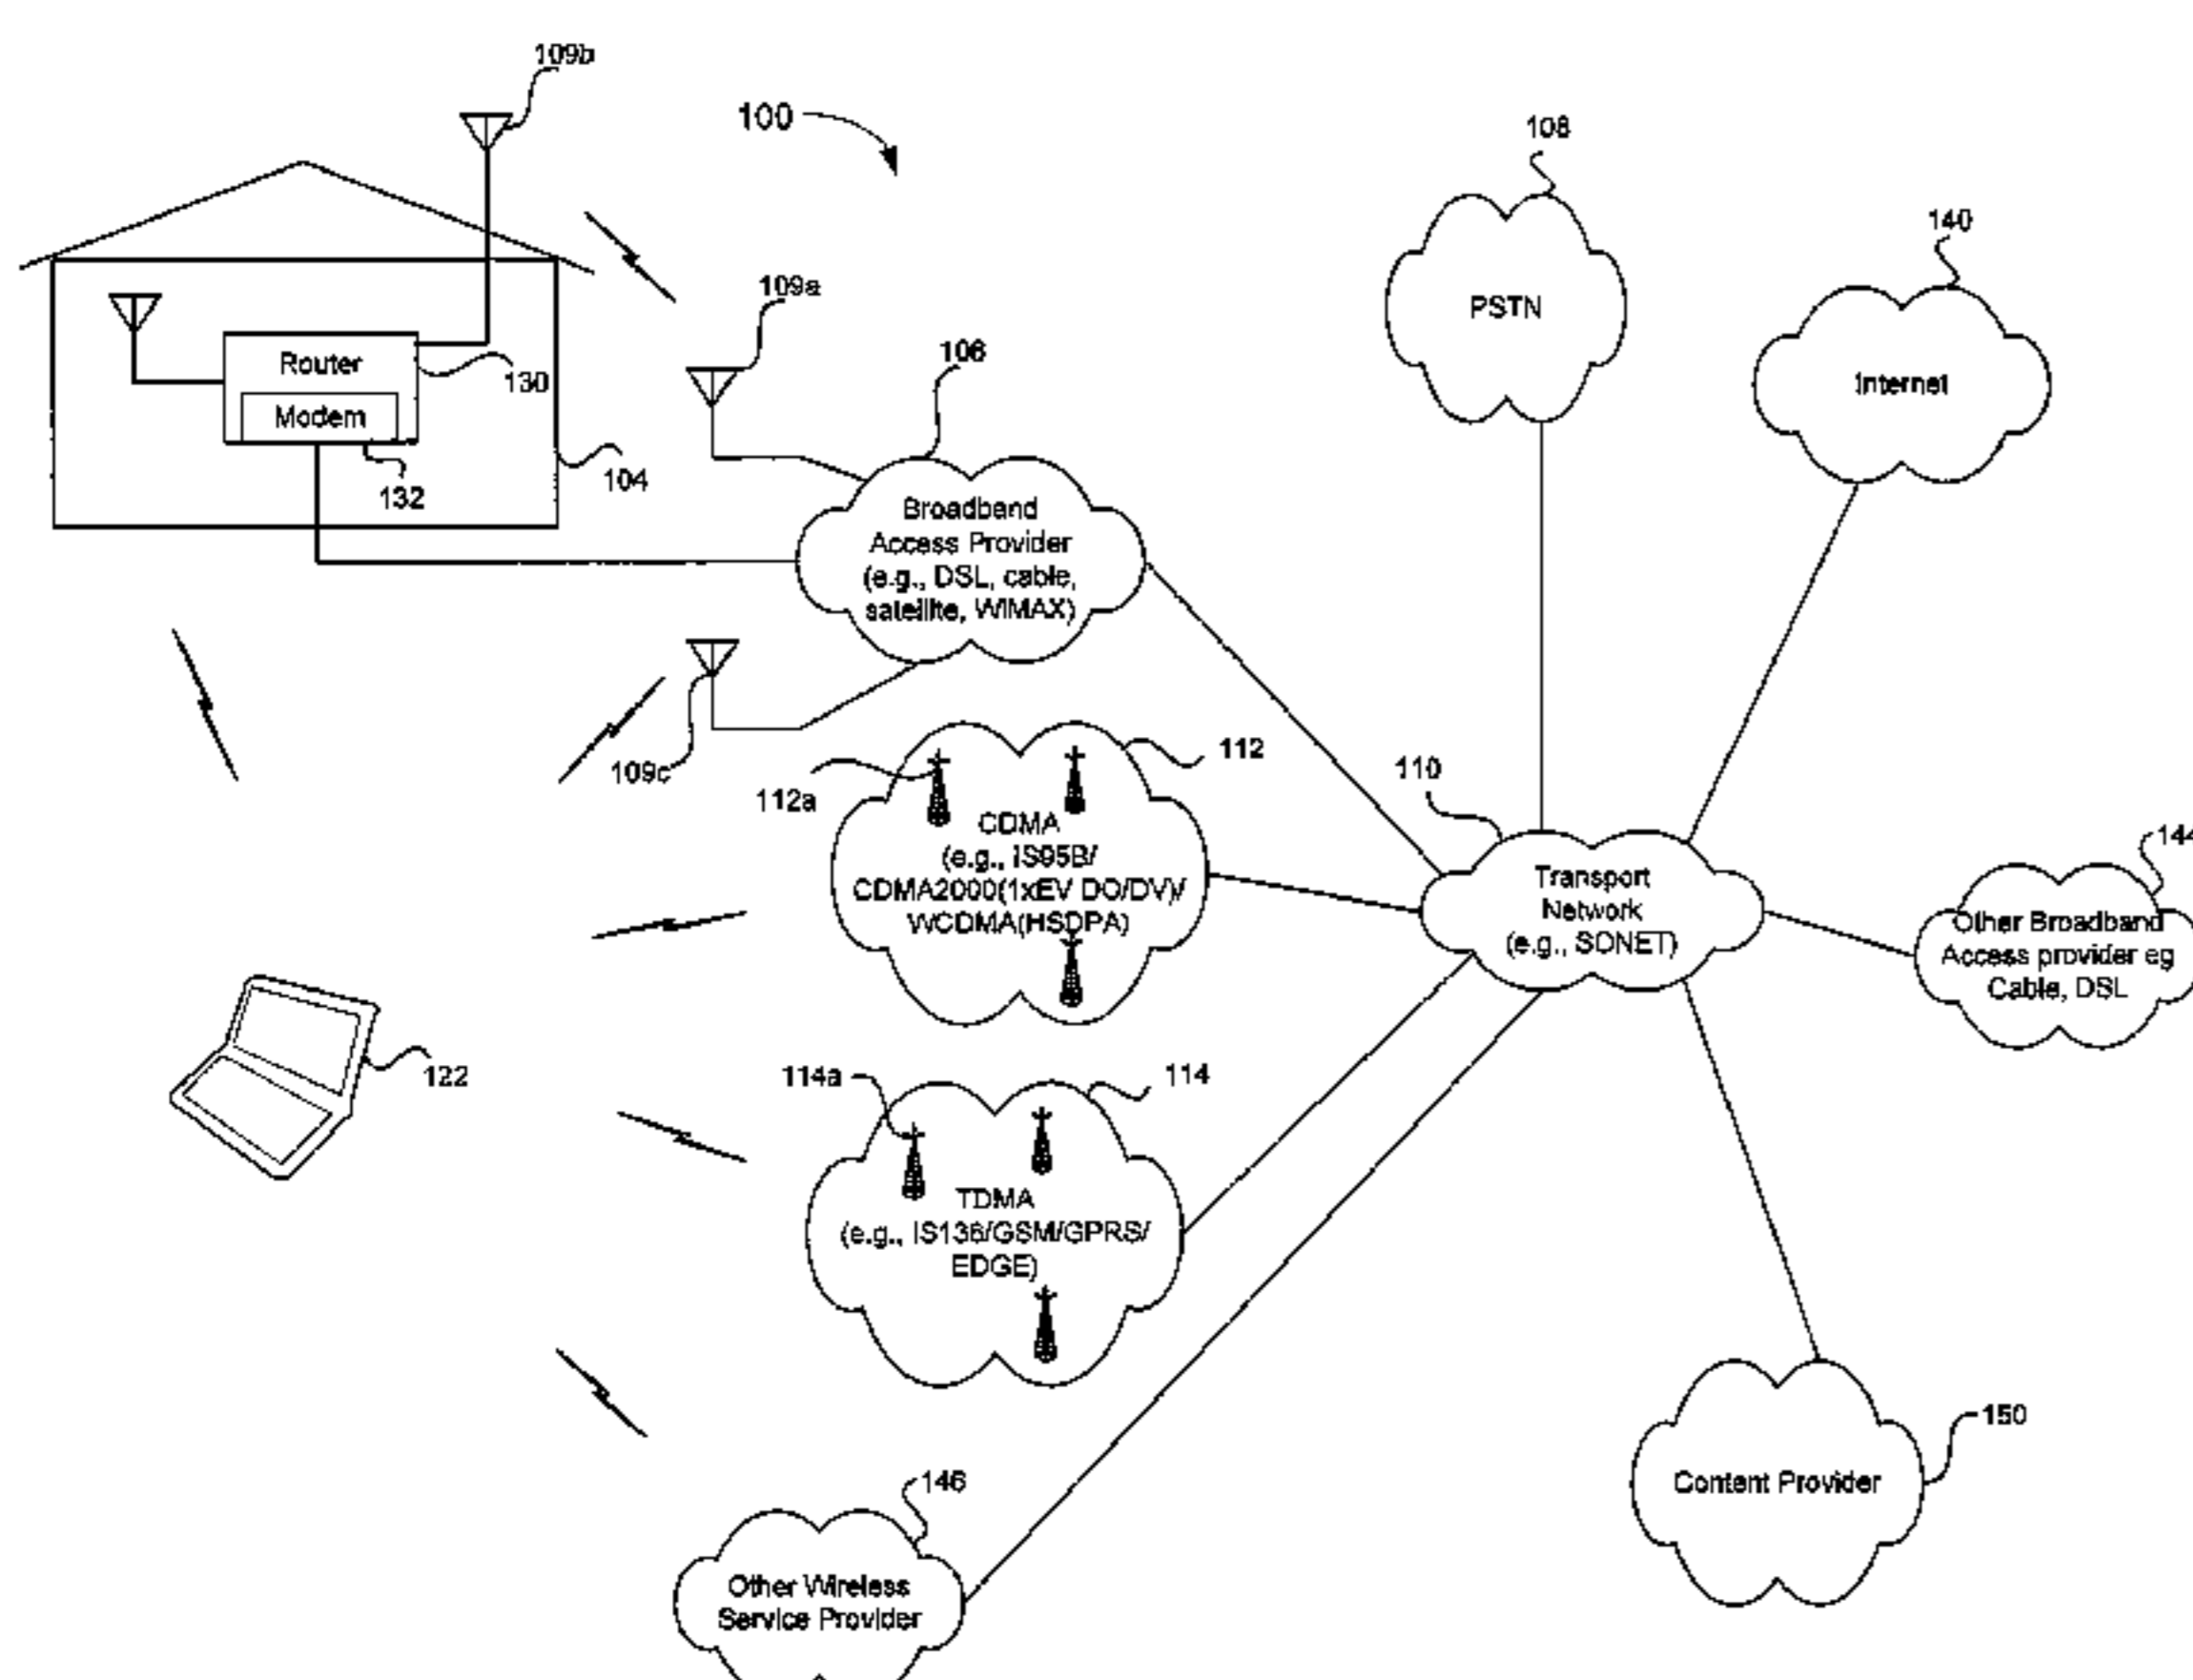 109b
100
108
140
109a
PSTN
Internet
Router
130
Modem
132
104
106
Broadband
Access Provider
(e.g., DSL, cable,
satellite, WiMAX)
109c
112a
112
CDMA
(e.g., IS95B/
CDMA2000(1xEV DO/DV)/
WCDMA(HSDPA)
110
Transport
Network
(e.g., SONET)
144
Other Broadband
Access provider eg
Cable, DSL
122
114a
114
TDMA
(e.g., IS136/GSM/GPRS/
EDGE)
150
Content Provider
146
Other Wireless
Service Provider